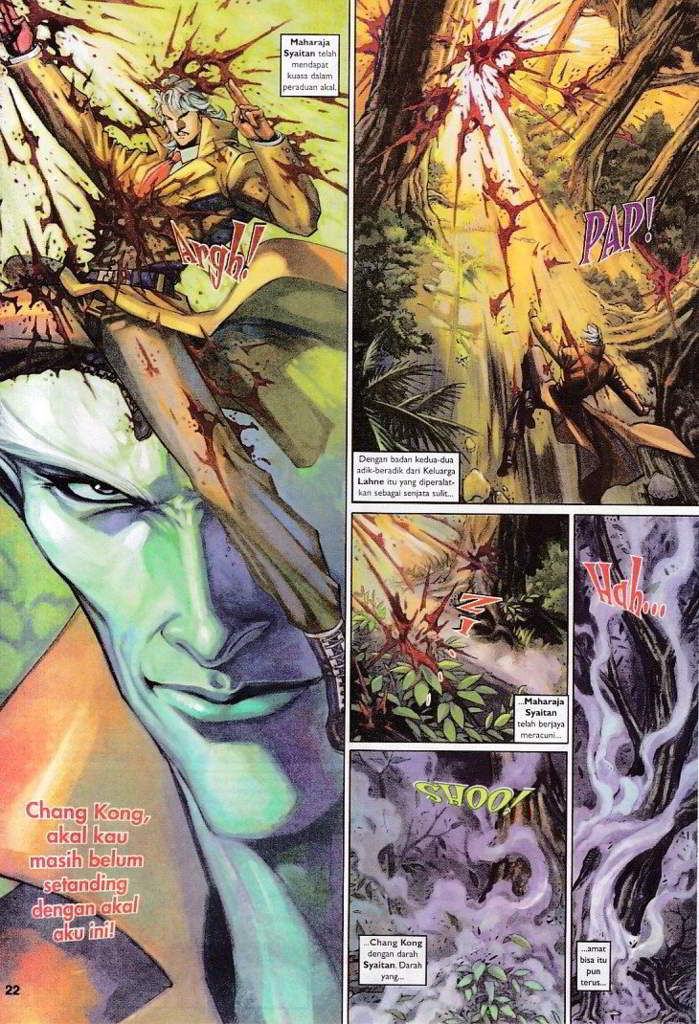 Maharaja
Syaitan telah
mendapat
kuasa dalam
peraduan akal.
Argh!
Chang Kong,
akal kau
masih belum
setanding
dengan akal
aku ini!
22
PAP!
Dengan badan kedua-dua
adik-beradik dari Keluarga
Lahne itu yang diperalat-
kan sebagai senjata sulit...
ZI
...Maharaja
Syaitan
telah berjaya
meracuni...
SHOO!
...Chang Kong
dengan darah
Syaitan. Darah
yang...
Hah...
...amat
bisa itu
pun
terus...